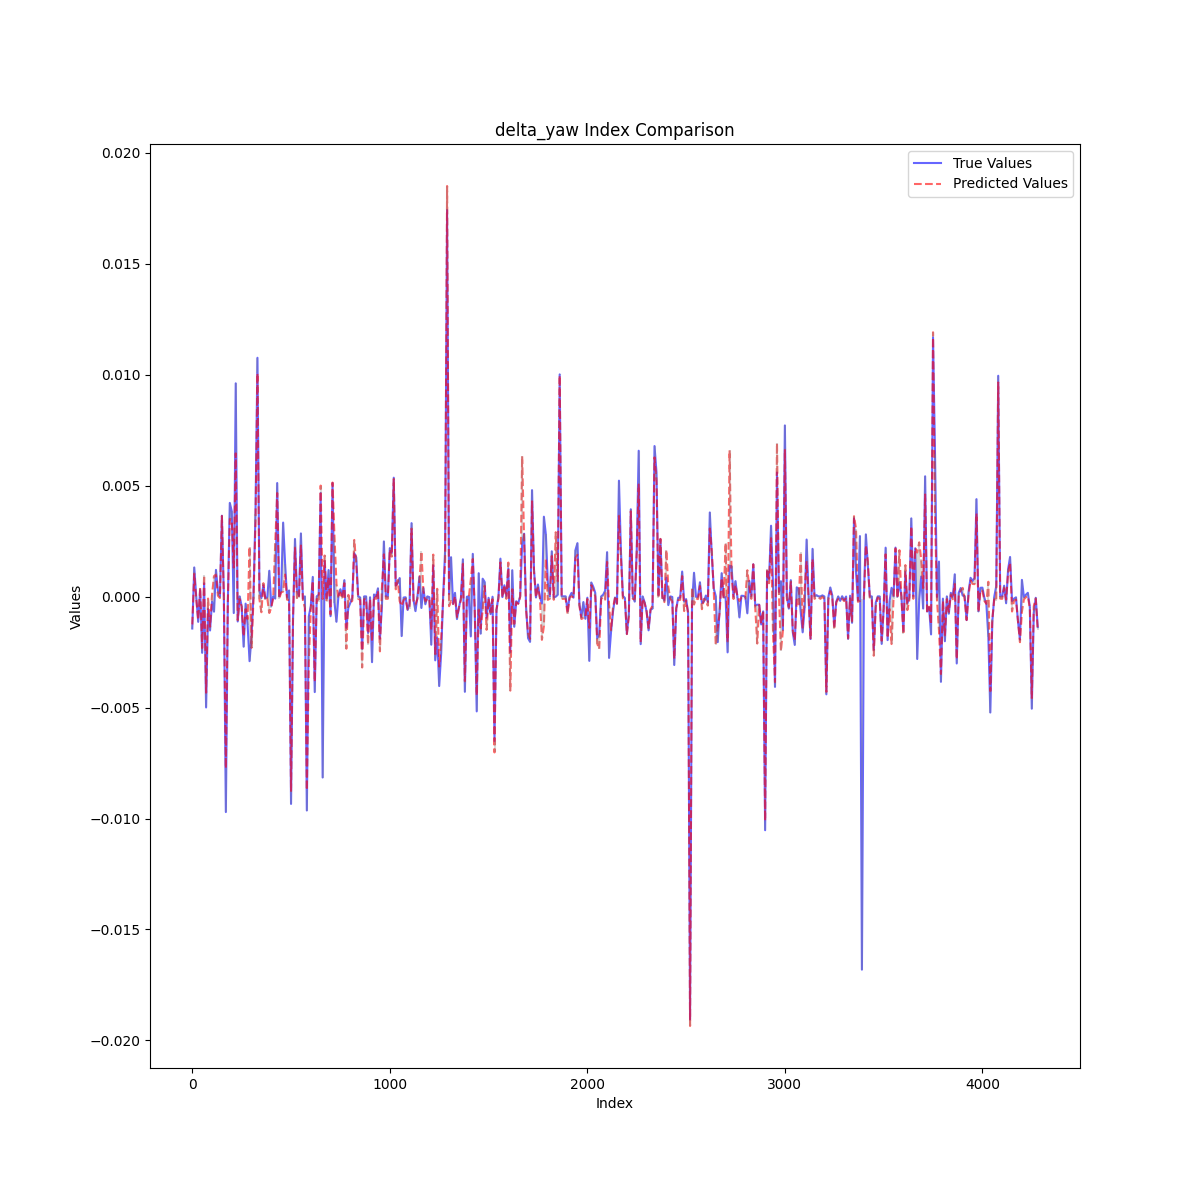 delta_yaw Index Comparison
True Values
Predicted Values
0.020
0.015
0.010
0.005
0.000
−0.005
−0.010
−0.015
−0.020
Values
0
1000
2000
3000
4000
Index